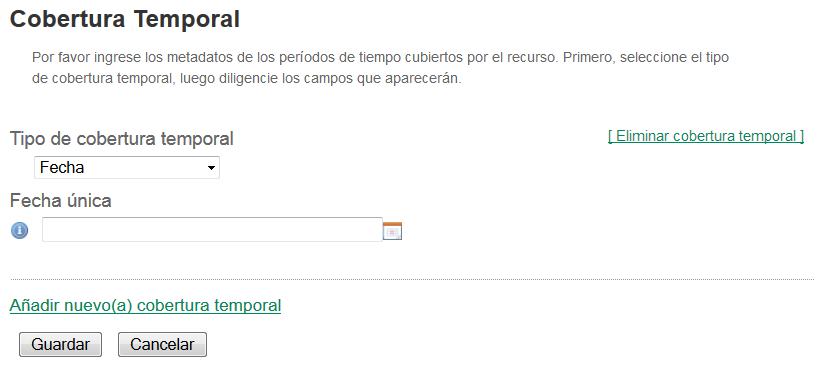 Cobertura Temporal
Por favor ingrese los metadatos de los períodos de tiempo cubiertos por el recurso. Primero, seleccione el tipo
de cobertura temporal, luego diligencie los campos que aparecerán.
Tipo de cobertura temporal
[ Eliminar cobertura temporal ]
Fecha
Fecha única
Añadir nuevo(a) cobertura temporal
Guardar
Cancelar